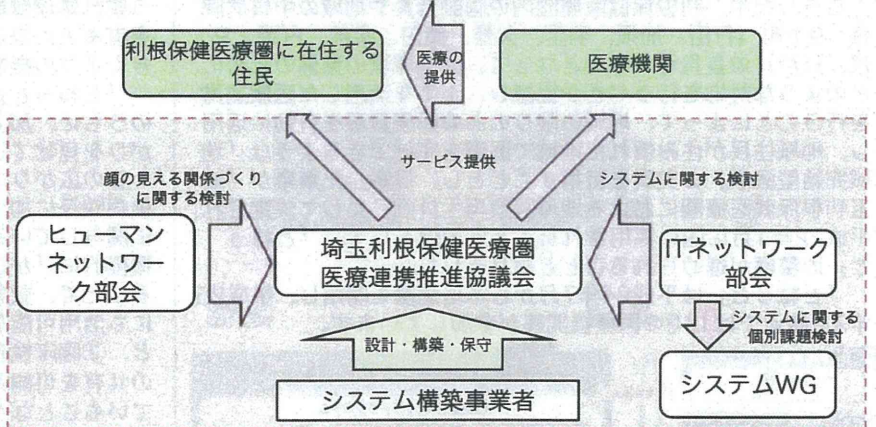 利根保健医療圏に在住する
住民
医療の
提供
医療機関
サービス提供
顔の見える関係づくり
に関する検討
システムに関する検討
ヒューマン
ネットワー
ク部会
埼玉利根保健医療圏
医療連携推進協議会
ITネットワーク
部会
設計・構築・保守
システムに関する
個別課題検討
システム構築事業者
システムWG